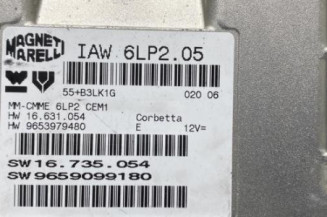 MAGNETI MARELLI
IAW 6LP2.05
55+B3LK1G 020 06
MM-CMME 6LP2 CEM1
HW 16.631.054 Corbetta
HW 9653979480 E 12V=
SW16.735.054
SW9659099180